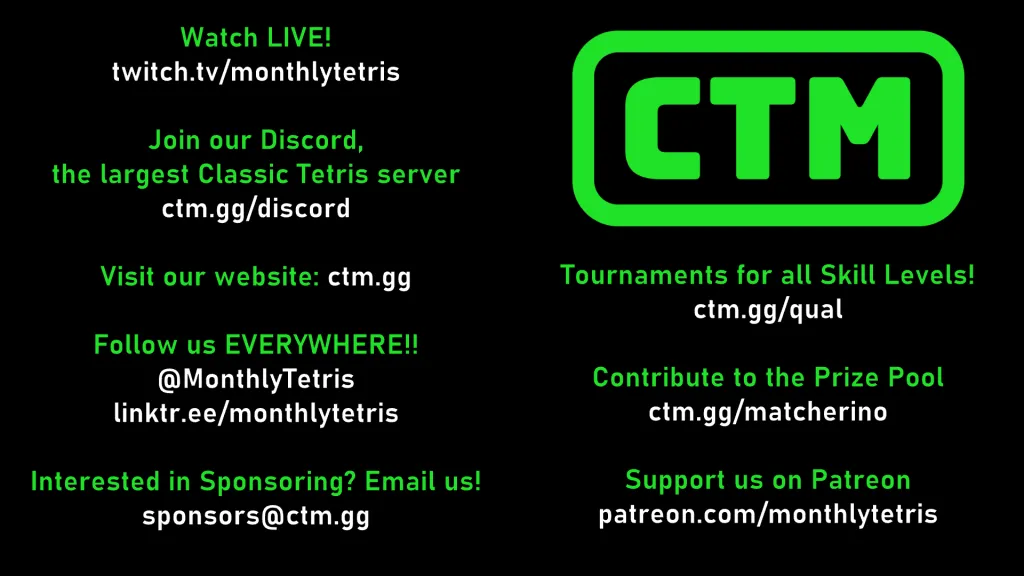 Watch LIVE!
twitch.tv/monthlytetris
Join our Discord,
the largest Classic Tetris server
ctm.gg/discord
Visit our website: ctm.gg
Follow us EVERYWHERE!!
@MonthlyTetris
linktr.ee/monthlytetris
Interested in Sponsoring? Email us!
sponsors@ctm.gg
CTM
Tournaments for all Skill Levels!
ctm.gg/qual
Contribute to the Prize Pool
ctm.gg/matcherino
Support us on Patreon
patreon.com/monthlytetris